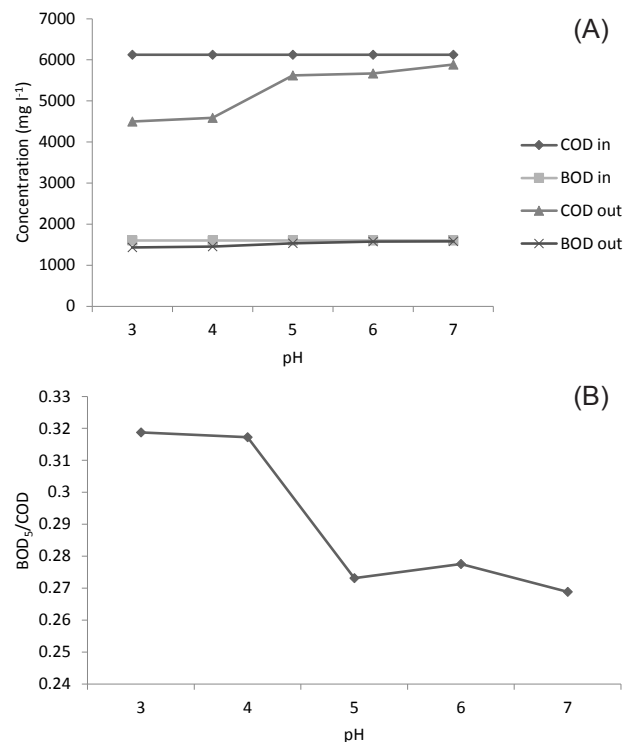 (A)
7000
6000
5000
4000
3000
2000
1000
0
Concentration (mg l⁻¹)
3 4 5 6 7
pH
COD in
BOD in
COD out
BOD out
(B)
0.33
0.32
0.31
0.3
0.29
0.28
0.27
0.26
0.25
0.24
BOD₅/COD
3 4 5 6 7
pH